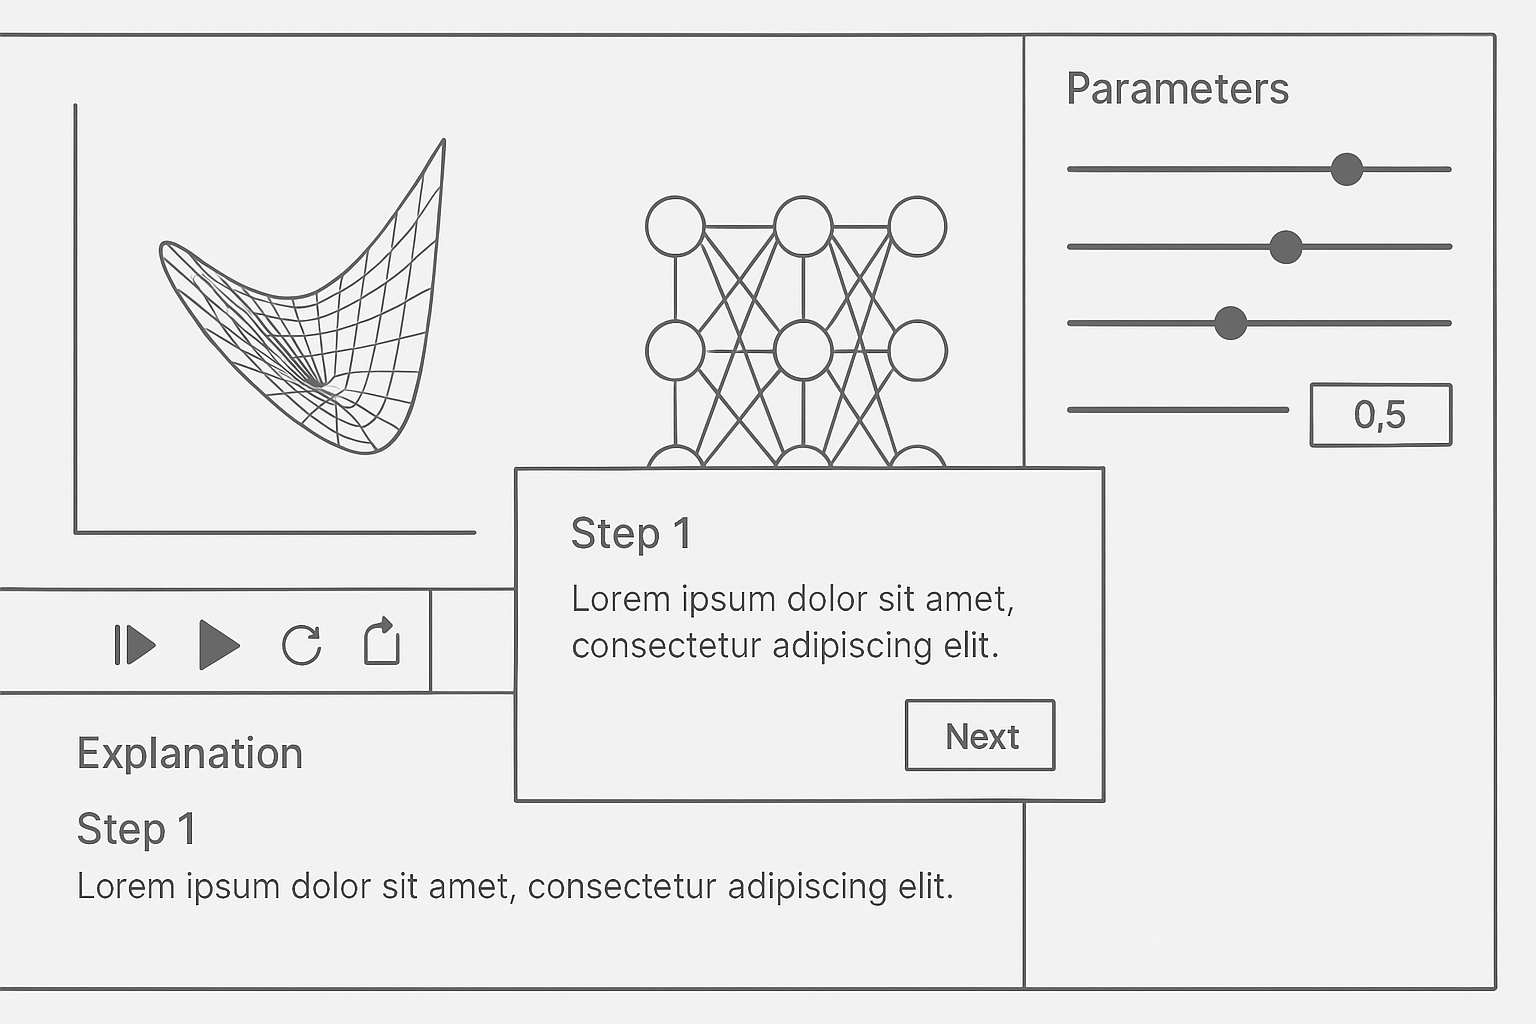 Parameters
0,5
Step 1
Lorem ipsum dolor sit amet,
consectetur adipiscing elit.
Next
Explanation
Step 1
Lorem ipsum dolor sit amet, consectetur adipiscing elit.